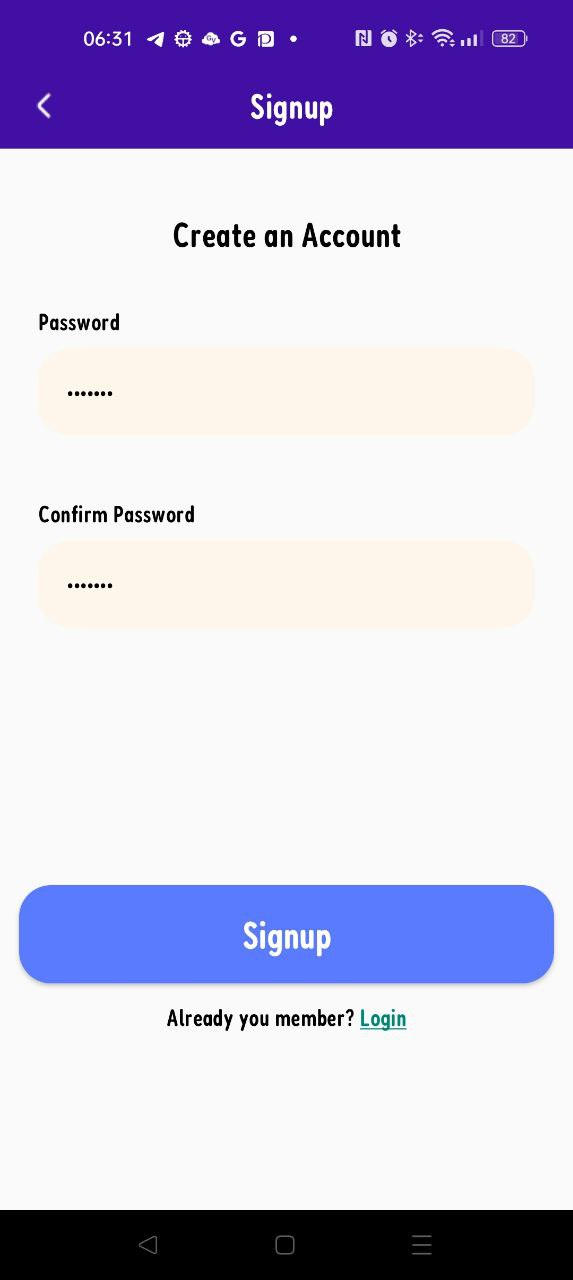 06:31
82
Signup
Create an Account
Password
•••••••
Confirm Password
•••••••
Signup
Already you member? Login